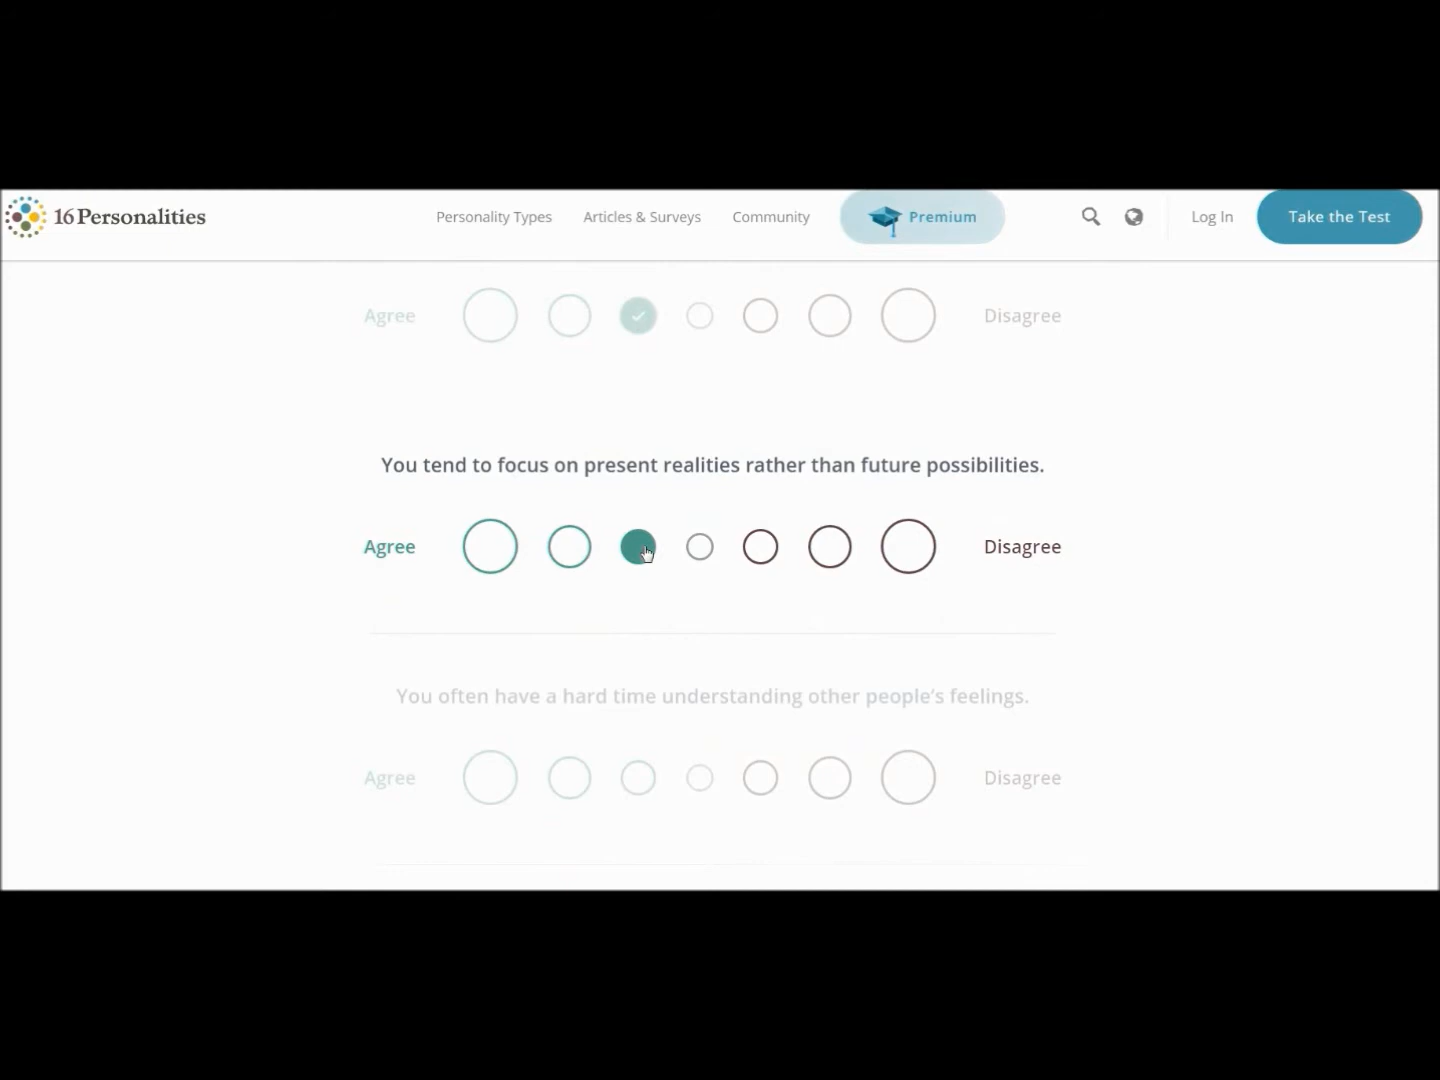 16Personalities
Personality Types
Articles & Surveys
Community
Premium
Log In
Take the Test
Agree
Disagree
You tend to focus on present realities rather than future possibilities.
Agree
Disagree
You often have a hard time understanding other people's feelings.
Agree
Disagree